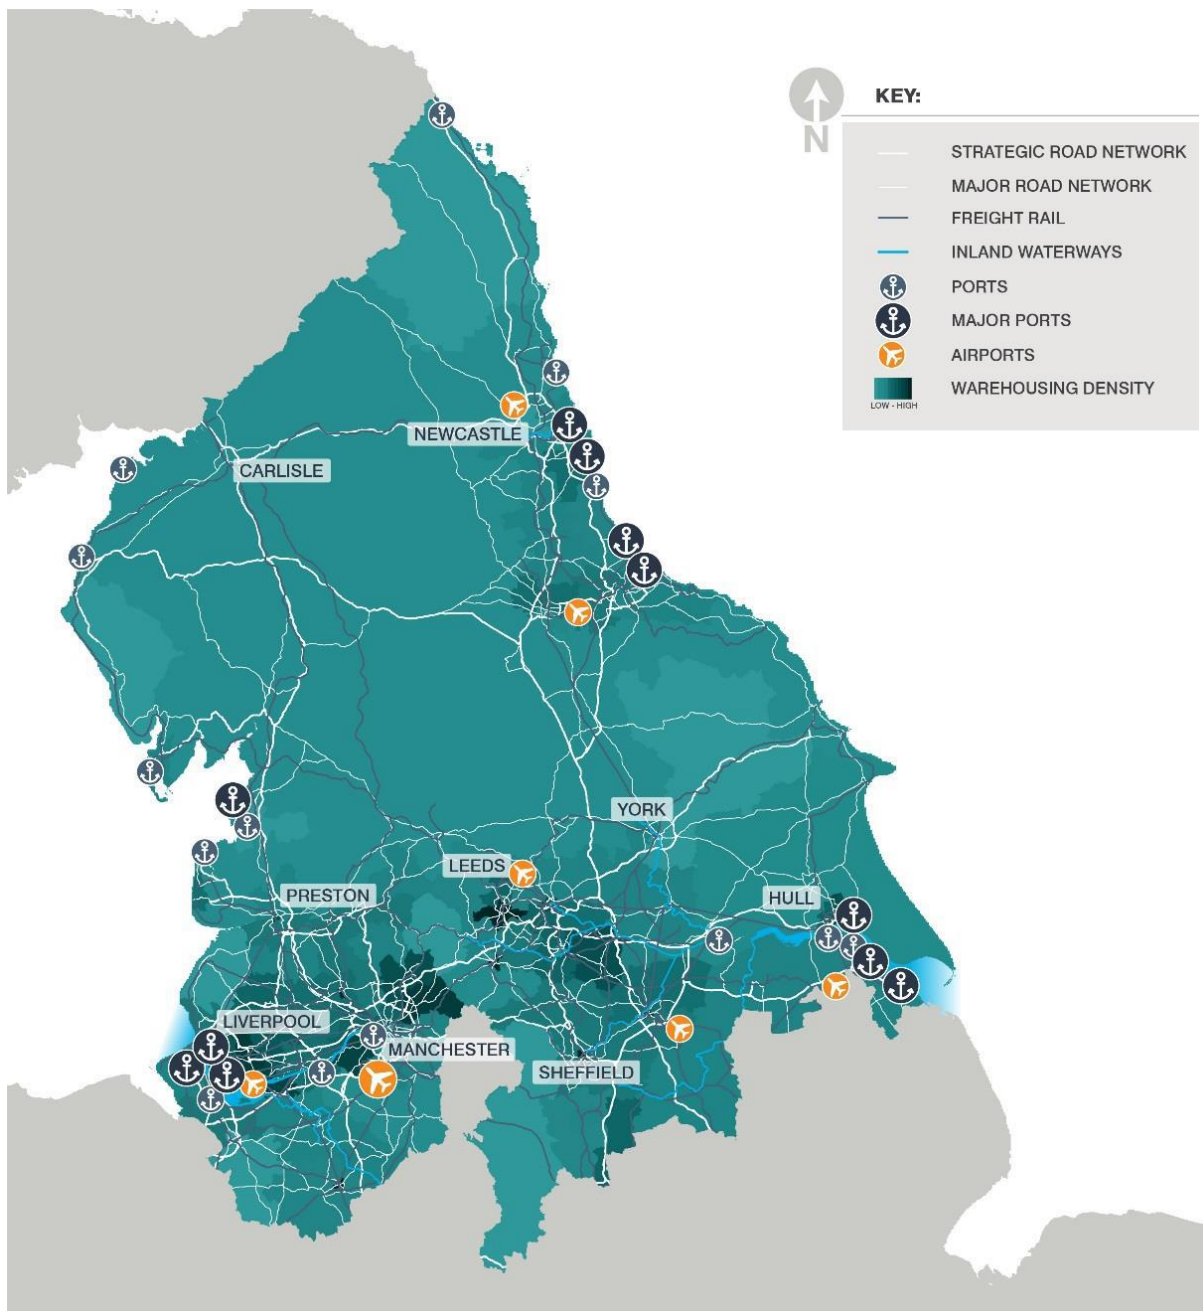 KEY:
N
STRATEGIC ROAD NETWORK
MAJOR ROAD NETWORK
FREIGHT RAIL
INLAND WATERWAYS
PORTS
MAJOR PORTS
AIRPORTS
WAREHOUSING DENSITY
LOW - HIGH
NEWCASTLE
CARLISLE
YORK
LEEDS
PRESTON
HULL
LIVERPOOL
MANCHESTER
SHEFFIELD